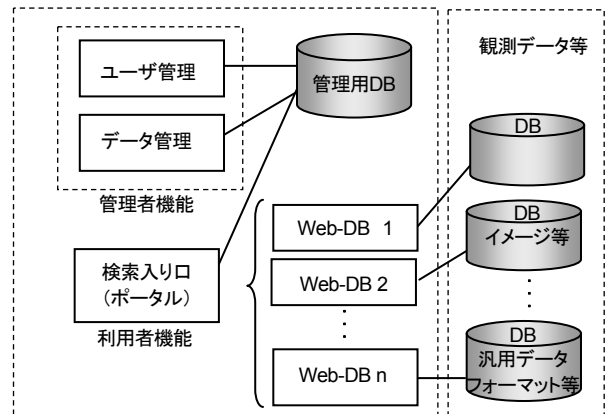 ユーザ管理
データ管理
管理者機能
管理用DB
検索入り口
（ポータル）
利用者機能
Web-DB 1
Web-DB 2
Web-DB n
観測データ等
DB
DB
イメージ等
DB
汎用データ
フォーマット等